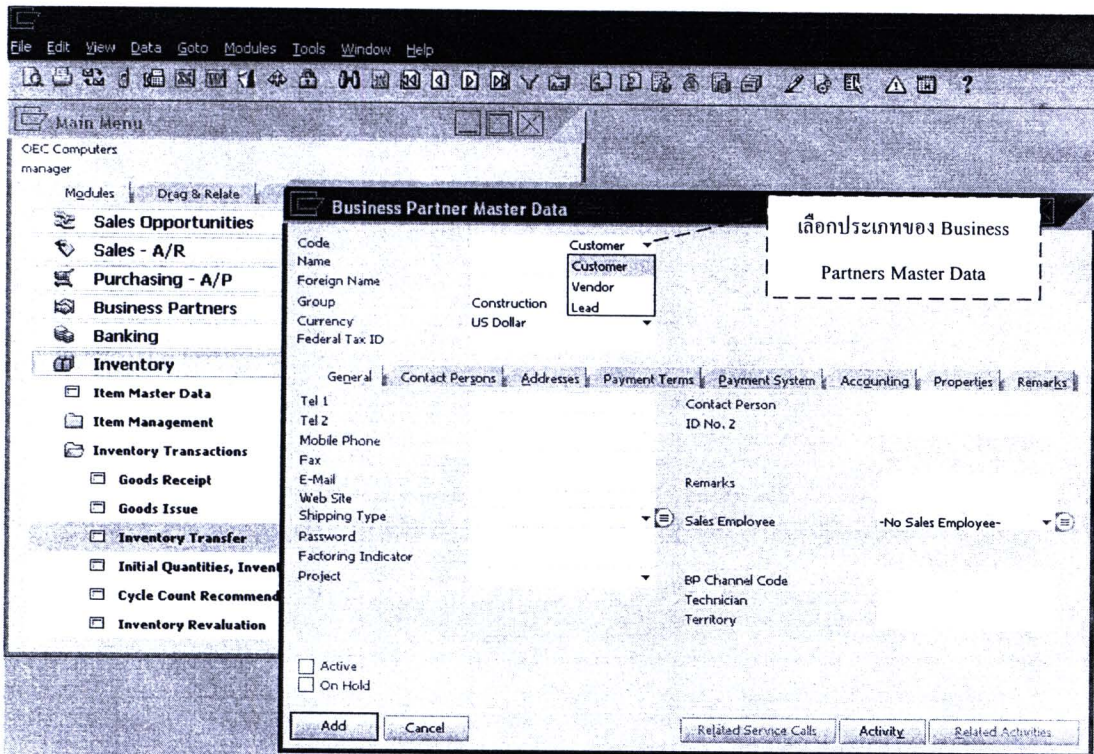 File Edit View Data Goto Modules Tools Window Help
Main Menu
OEC Computers
manager
Modules Drag & Relate
Sales Opportunities
Sales - A/R
Purchasing - A/P
Business Partners
Banking
Inventory
Item Master Data
Item Management
Inventory Transactions
Goods Receipt
Goods Issue
Inventory Transfer
Initial Quantities, Invent
Cycle Count Recommend
Inventory Revaluation
Business Partner Master Data
เลือกประเภทของ Business
Partners Master Data
Code Customer
Name Customer
Foreign Name Vendor
Group Construction Lead
Currency US Dollar
Federal Tax ID
General Contact Persons Addresses Payment Terms Payment System Accounting Properties Remarks
Tel 1 Contact Person
Tel 2 ID No. 2
Mobile Phone
Fax
E-Mail Remarks
Web Site
Shipping Type Sales Employee -No Sales Employee-
Password
Factoring Indicator
Project BP Channel Code
Technician
Territory
Active
On Hold
Add Cancel Related Service Calls Activity Related Activities